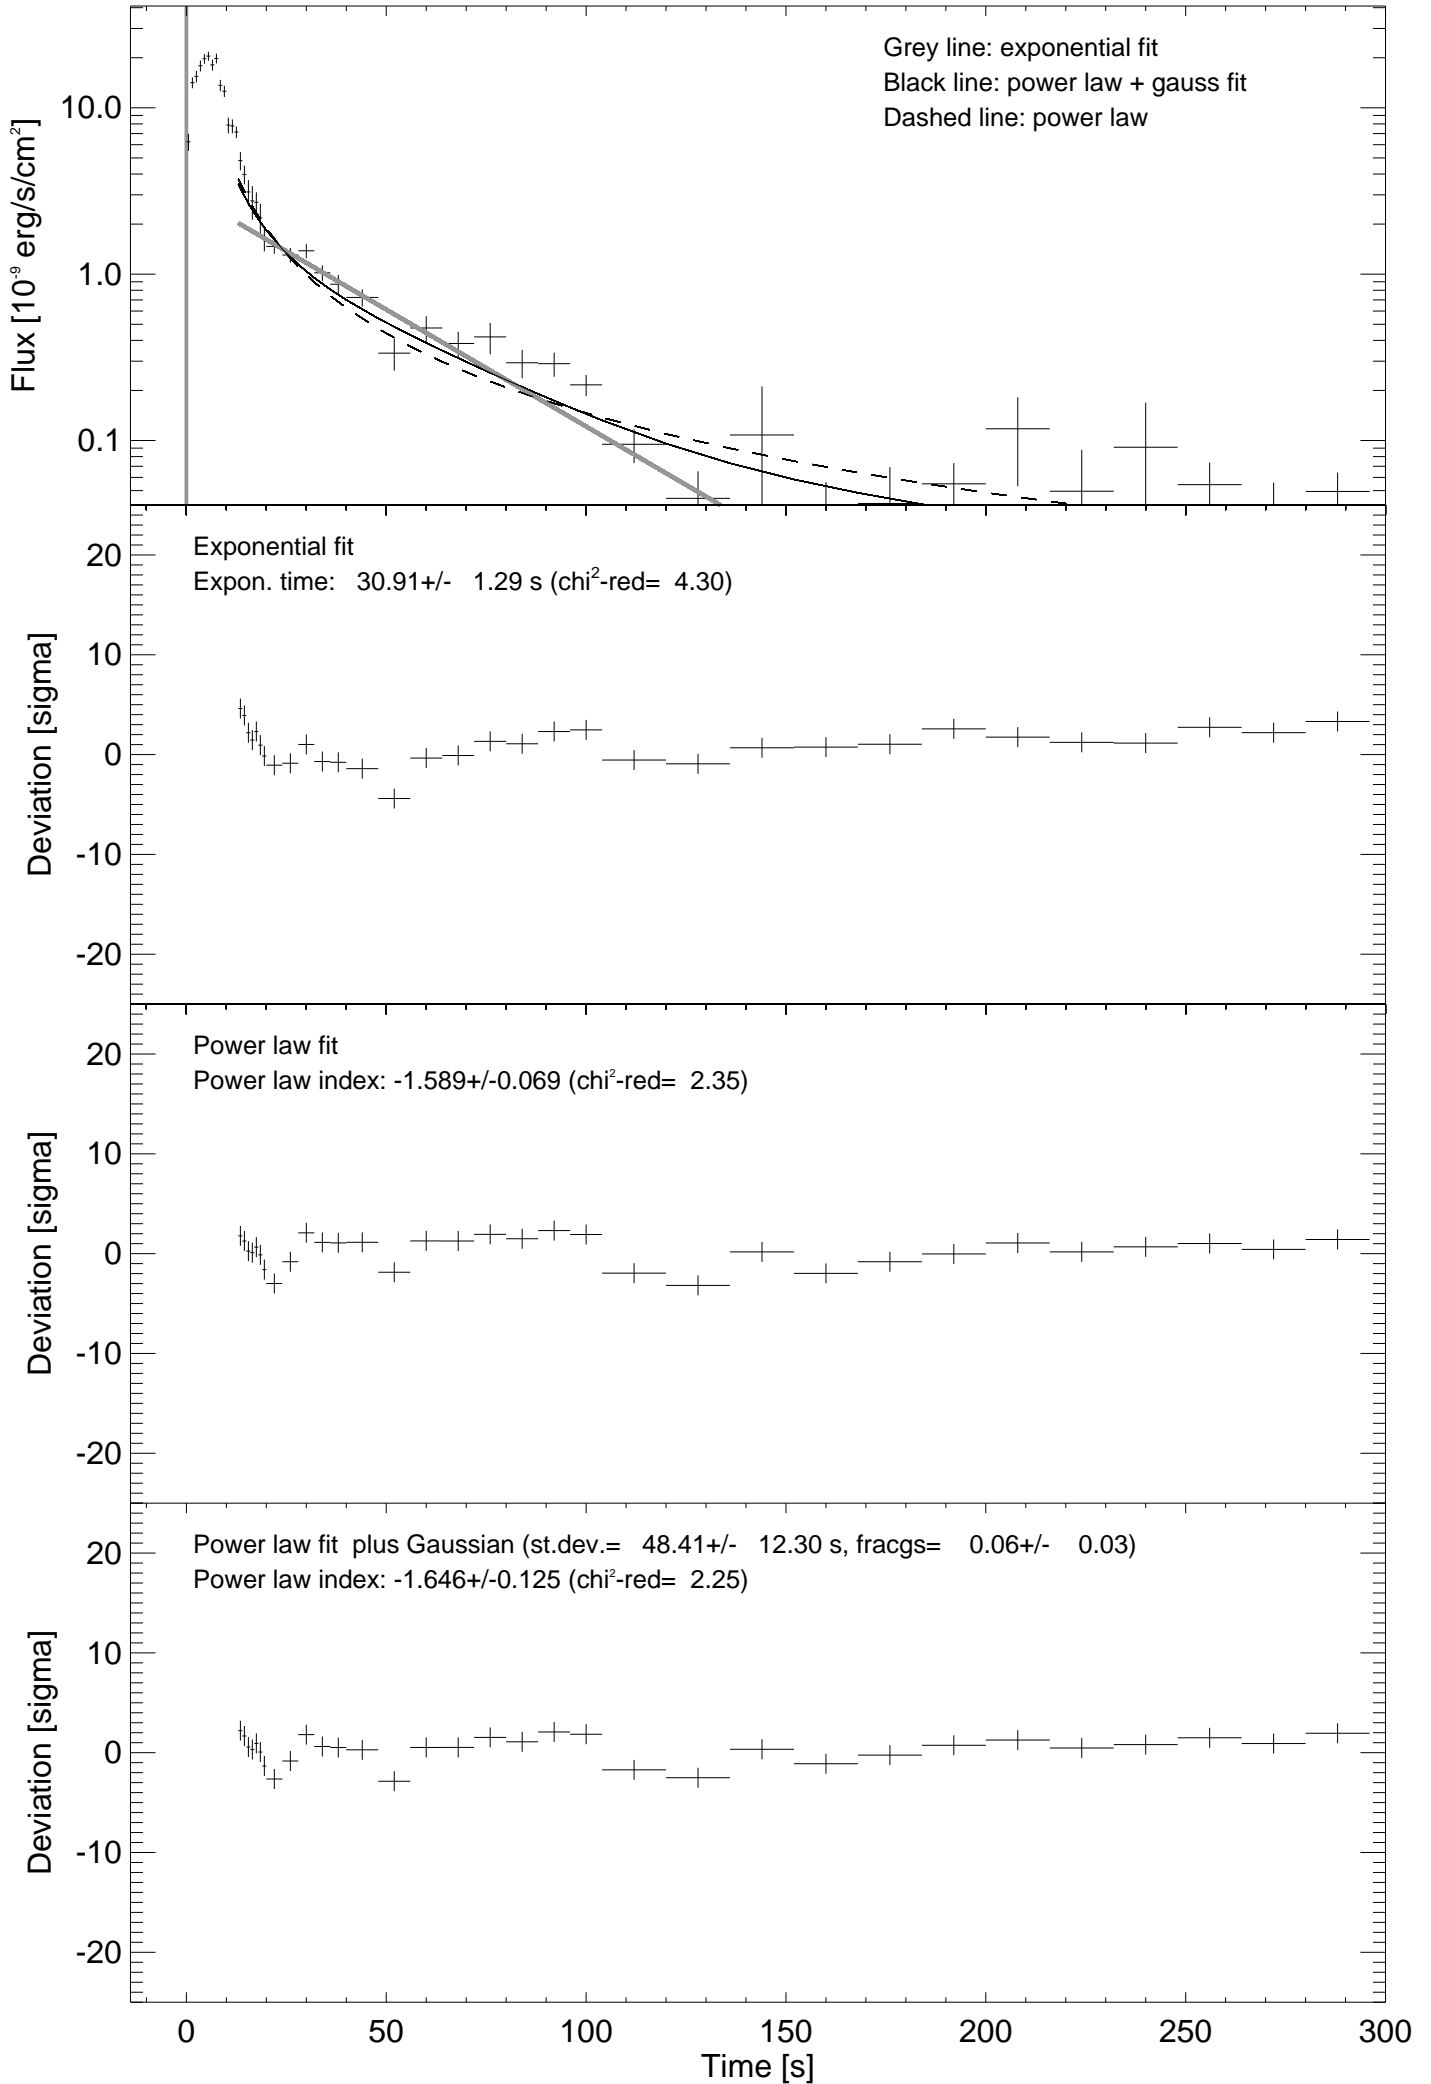 Grey line: exponential fit
Black line: power law + gauss fit
Dashed line: power law
10.0
1.0
0.1
Flux [10⁻⁹ erg/s/cm²]
Exponential fit
Expon. time: 30.91+/- 1.29 s (chi²-red= 4.30)
20
10
0
-10
-20
Deviation [sigma]
Power law fit
Power law index: -1.589+/-0.069 (chi²-red= 2.35)
20
10
0
-10
-20
Deviation [sigma]
Power law fit plus Gaussian (st.dev.= 48.41+/- 12.30 s, fracgs= 0.06+/- 0.03)
Power law index: -1.646+/-0.125 (chi²-red= 2.25)
20
10
0
-10
-20
Deviation [sigma]
0 50 100 150 200 250 300
Time [s]